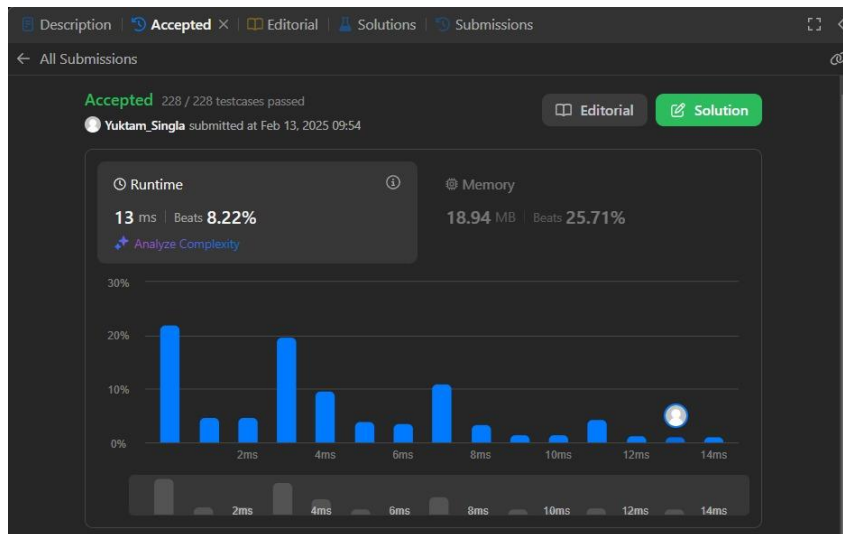 Description | Accepted × | Editorial | Solutions | Submissions
← All Submissions
Accepted 228 / 228 testcases passed
Yuktam_Singla submitted at Feb 13, 2025 09:54
Editorial
Solution
Runtime
13 ms | Beats 8.22%
Analyze Complexity
Memory
18.94 MB | Beats 25.71%
30%
20%
10%
0%
2ms 4ms 6ms 8ms 10ms 12ms 14ms
2ms 4ms 6ms 8ms 10ms 12ms 14ms